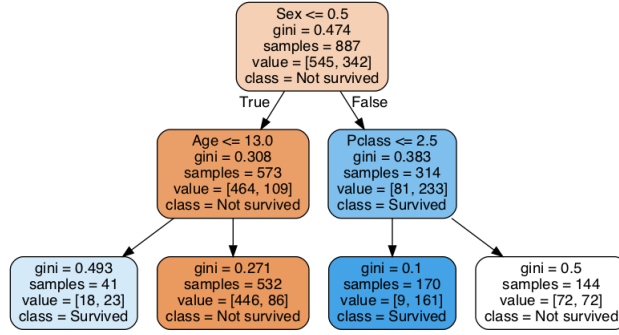 Sex <= 0.5
gini = 0.474
samples = 887
value = [545, 342]
class = Not survived
True
False
Age <= 13.0
gini = 0.308
samples = 573
value = [464, 109]
class = Not survived
Pclass <= 2.5
gini = 0.383
samples = 314
value = [81, 233]
class = Survived
gini = 0.493
samples = 41
value = [18, 23]
class = Survived
gini = 0.271
samples = 532
value = [446, 86]
class = Not survived
gini = 0.1
samples = 170
value = [9, 161]
class = Survived
gini = 0.5
samples = 144
value = [72, 72]
class = Not survived